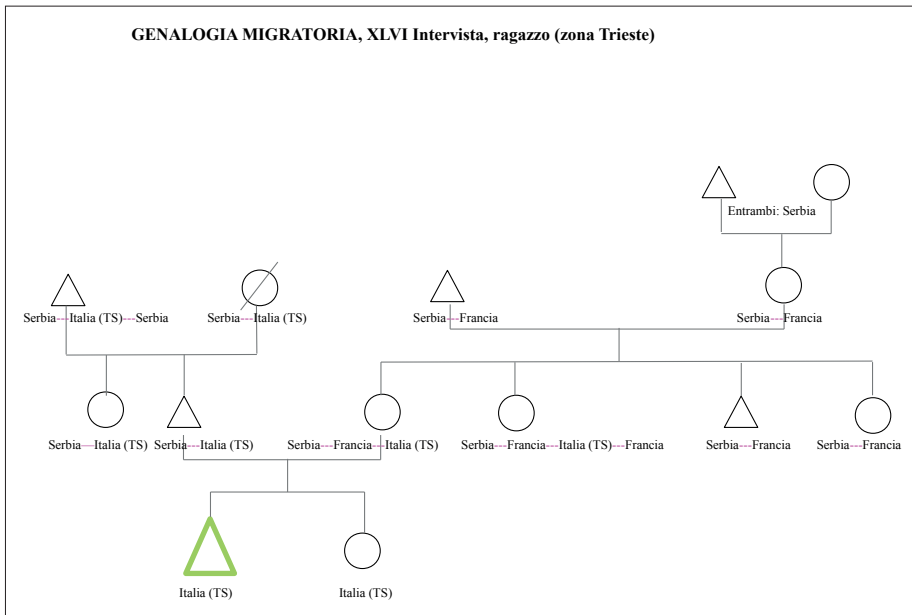 GENALOGIA MIGRATORIA, XLVI Intervista, ragazzo (zona Trieste)
Entrambi: Serbia
Serbia---Italia (TS)---Serbia
Serbia---Italia (TS)
Serbia---Francia
Serbia---Francia
Serbia---Italia (TS)
Serbia---Italia (TS)
Serbia---Francia---Italia (TS)
Serbia---Francia---Italia (TS)---Francia
Serbia---Francia
Serbia---Francia
Italia (TS)
Italia (TS)